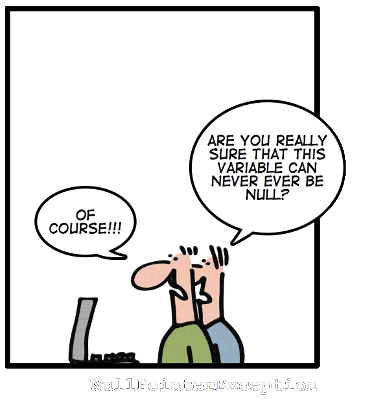 ARE YOU REALLY
SURE THAT THIS
VARIABLE CAN
NEVER EVER BE
NULL?
OF
COURSE!!!
NullPointerException